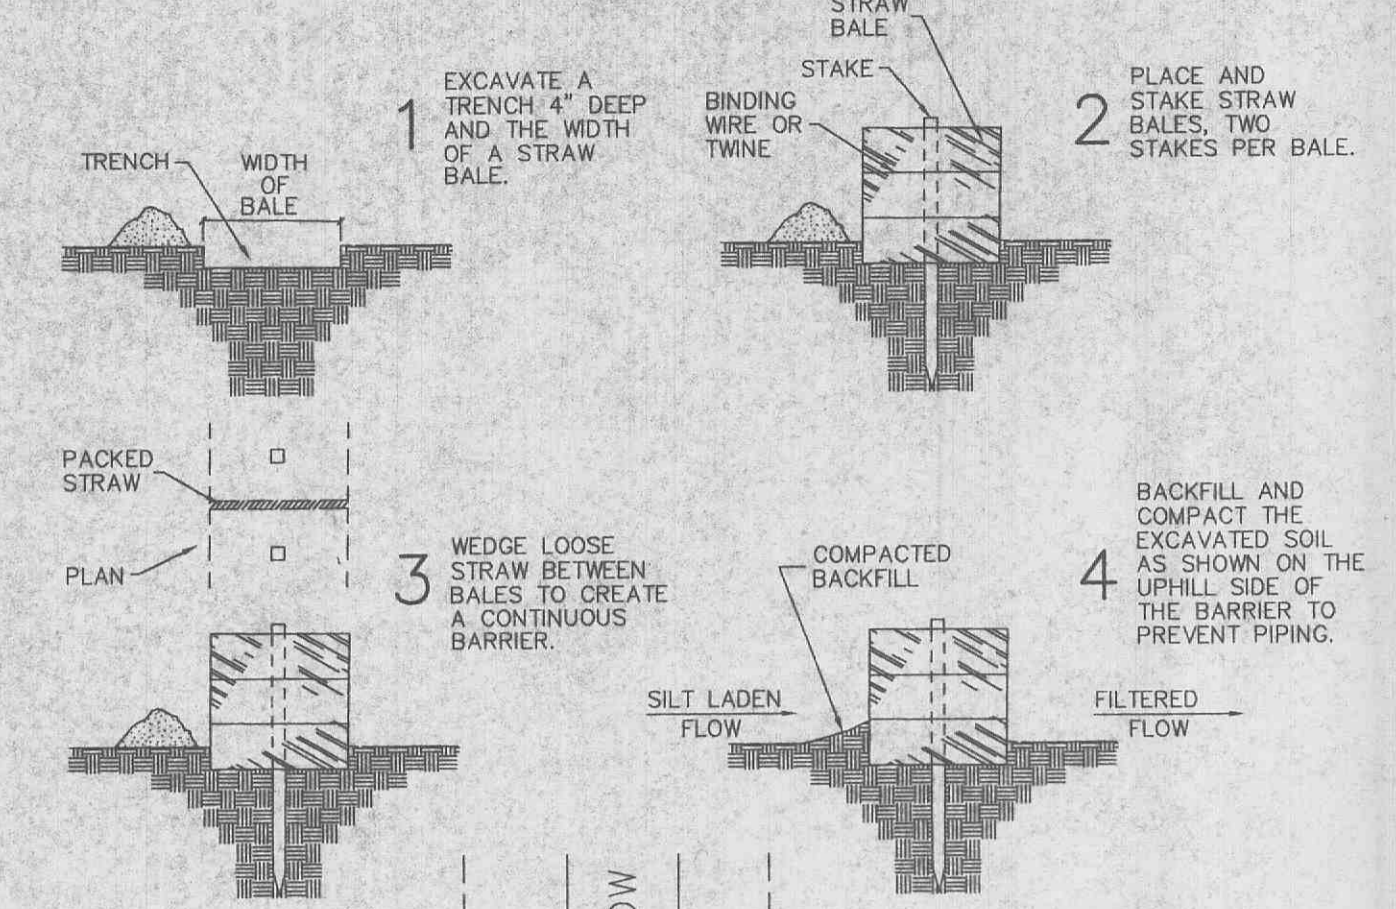 TRENCH
WIDTH
OF
BALE
1
EXCAVATE A
TRENCH 4" DEEP
AND THE WIDTH
OF A STRAW
BALE.
STRAW
BALE
STAKE
BINDING
WIRE OR
TWINE
2
PLACE AND
STAKE STRAW
BALES, TWO
STAKES PER BALE.
PACKED
STRAW
PLAN
3
WEDGE LOOSE
STRAW BETWEEN
BALES TO CREATE
A CONTINUOUS
BARRIER.
COMPACTED
BACKFILL
SILT LADEN
FLOW
FILTERED
FLOW
4
BACKFILL AND
COMPACT THE
EXCAVATED SOIL
AS SHOWN ON THE
UPHILL SIDE OF
THE BARRIER TO
PREVENT PIPING.